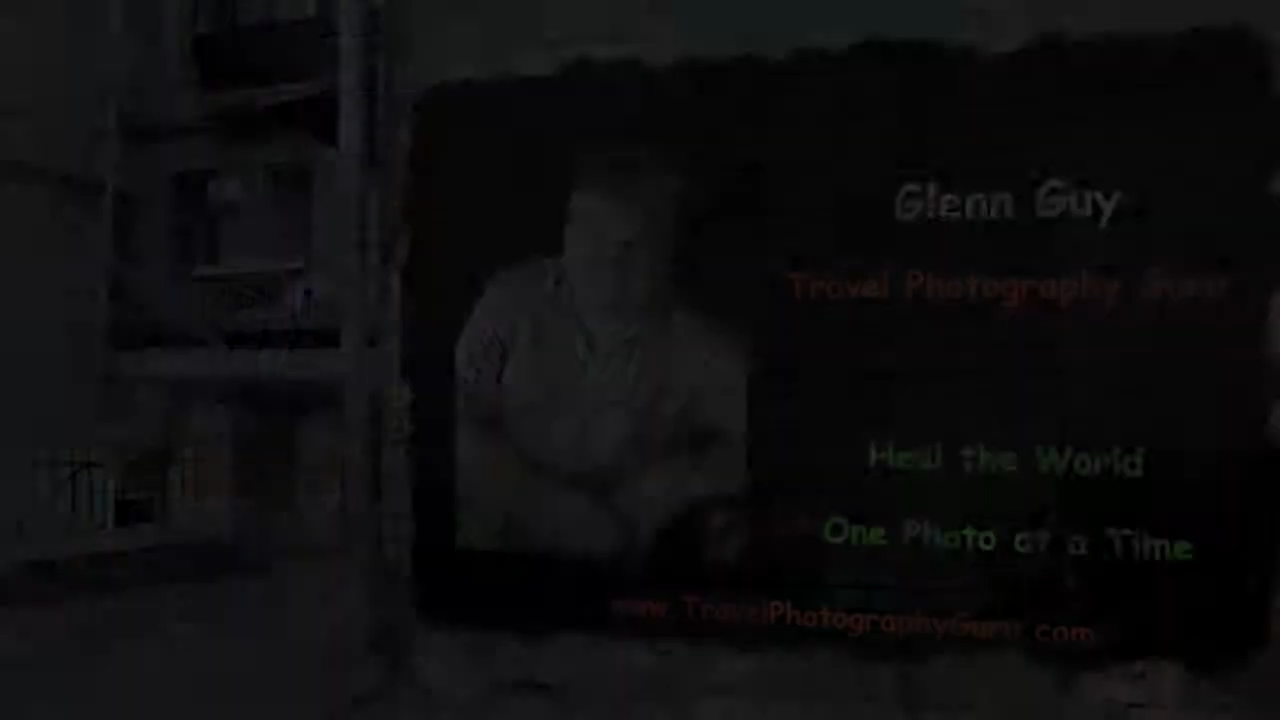 Glenn Guy
Travel Photography Guru
Heal the World
One Photo at a Time
www.TravelPhotographyGuru.com